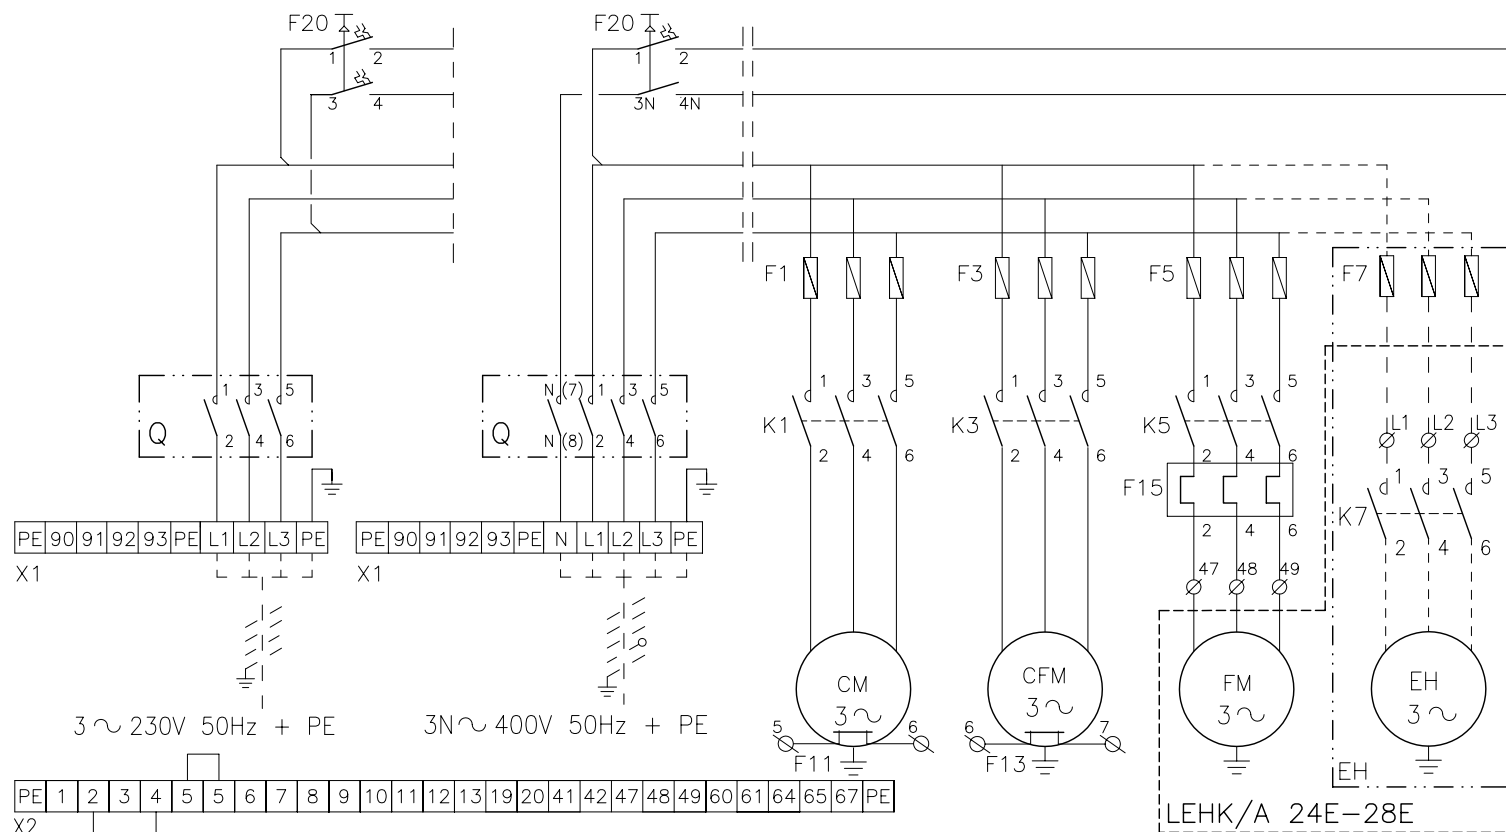 F20 F20
1 2 1 2
3 4 3N 4N
F1 F3 F5 F7
1 3 5 N (7) 1 3 5 1 3 5 1 3 5 1 3 5
Q Q K1 K3 K5 L1 L2 L3
2 4 6 N (8) 2 4 6 2 4 6 2 4 6 2 4 6
F15 1 3 5
K7
2 4 6 2 4 6
PE 90 91 92 93 PE L1 L2 L3 PE
X1
PE 90 91 92 93 PE N L1 L2 L3 PE
X1
47 48 49
CM
3~
CFM
3~
FM
3~
EH
3~
3~230V 50Hz + PE
3N~400V 50Hz + PE
5 6 6 7
F11 F13
EH
PE 1 2 3 4 5 5 6 7 8 9 10 11 12 13 19 20 41 42 47 48 49 60 61 64 65 67 PE
X2
LEHK/A 24E-28E